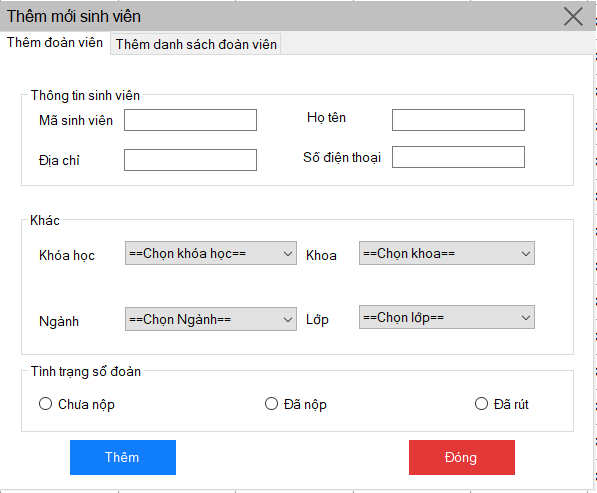 Thêm mới sinh viên
Thêm đoàn viên Thêm danh sách đoàn viên
Thông tin sinh viên
Mã sinh viên Họ tên
Địa chỉ Số điện thoại
Khác
Khóa học ==Chọn khóa học== Khoa ==Chọn khoa==
Ngành ==Chọn Ngành== Lớp ==Chọn lớp==
Tình trạng sổ đoàn
Chưa nộp Đã nộp Đã rút
Thêm Đóng